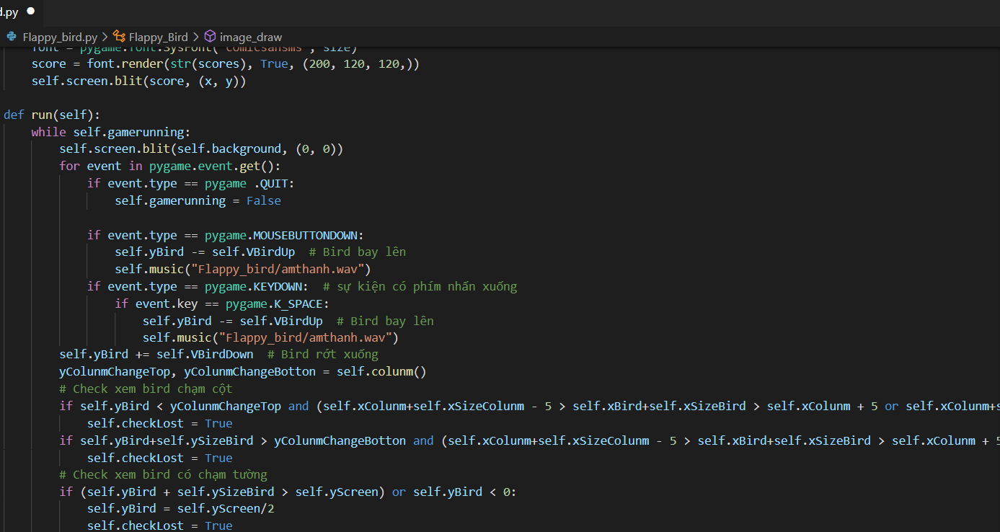 d.py ●
Flappy_bird.py > Flappy_Bird > image_draw
font = pygame.font.SysFont("comicsansms", size)
score = font.render(str(scores), True, (200, 120, 120,))
self.screen.blit(score, (x, y))
def run(self):
while self.gamerunning:
self.screen.blit(self.background, (0, 0))
for event in pygame.event.get():
if event.type == pygame .QUIT:
self.gamerunning = False
if event.type == pygame.MOUSEBUTTONDOWN:
self.yBird -= self.VBirdUp  # Bird bay lên
self.music("Flappy_bird/amthanh.wav")
if event.type == pygame.KEYDOWN:  # sự kiện có phím nhấn xuống
if event.key == pygame.K_SPACE:
self.yBird -= self.VBirdUp  # Bird bay lên
self.music("Flappy_bird/amthanh.wav")
self.yBird += self.VBirdDown  # Bird rớt xuống
yColunmChangeTop, yColunmChangeBotton = self.colunm()
# Check xem bird chạm cột
if self.yBird < yColunmChangeTop and (self.xColunm+self.xSizeColunm - 5 > self.xBird+self.xSizeBird > self.xColunm + 5 or self.xColunm+s
self.checkLost = True
if self.yBird+self.ySizeBird > yColunmChangeBotton and (self.xColunm+self.xSizeColunm - 5 > self.xBird+self.xSizeBird > self.xColunm + 5
self.checkLost = True
# Check xem bird có chạm tường
if (self.yBird + self.ySizeBird > self.yScreen) or self.yBird < 0:
self.yBird = self.yScreen/2
self.checkLost = True